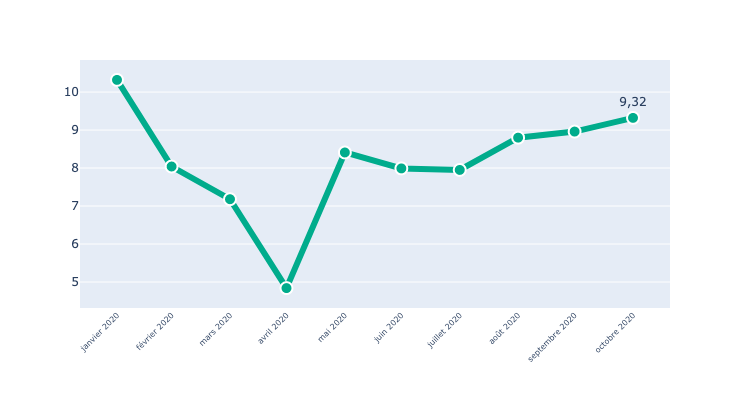 10
9
8
7
6
5
9,32
janvier 2020
février 2020
mars 2020
avril 2020
mai 2020
juin 2020
juillet 2020
août 2020
septembre 2020
octobre 2020